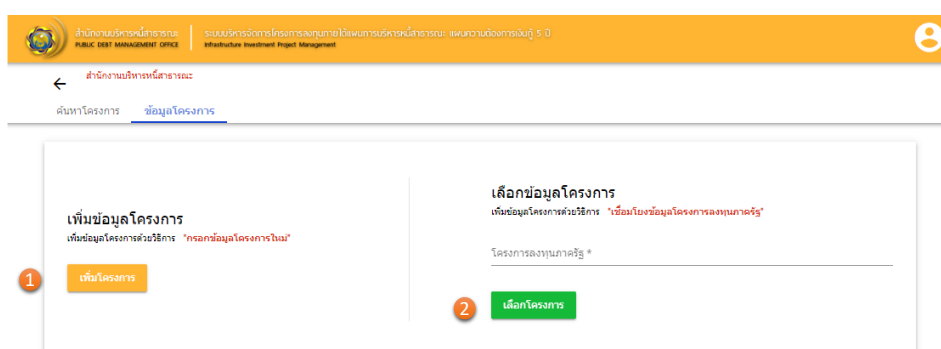 สำนักงานบริหารหนี้สาธารณะ
PUBLIC DEBT MANAGEMENT OFFICE
ระบบบริหารจัดการโครงการลงทุนภายใต้แผนการบริหารหนี้สาธารณะ แผนความต้องการเงินกู้ 5 ปี
Infrastructure Investment Project Management
สำนักงานบริหารหนี้สาธารณะ
ค้นหาโครงการ ข้อมูลโครงการ
เพิ่มข้อมูลโครงการ
เพิ่มข้อมูลโครงการด้วยวิธีการ "กรอกข้อมูลโครงการใหม่"
1 เพิ่มโครงการ
เลือกข้อมูลโครงการ
เพิ่มข้อมูลโครงการด้วยวิธีการ "เชื่อมโยงข้อมูลโครงการลงทุนภาครัฐ"
โครงการลงทุนภาครัฐ *
2 เลือกโครงการ